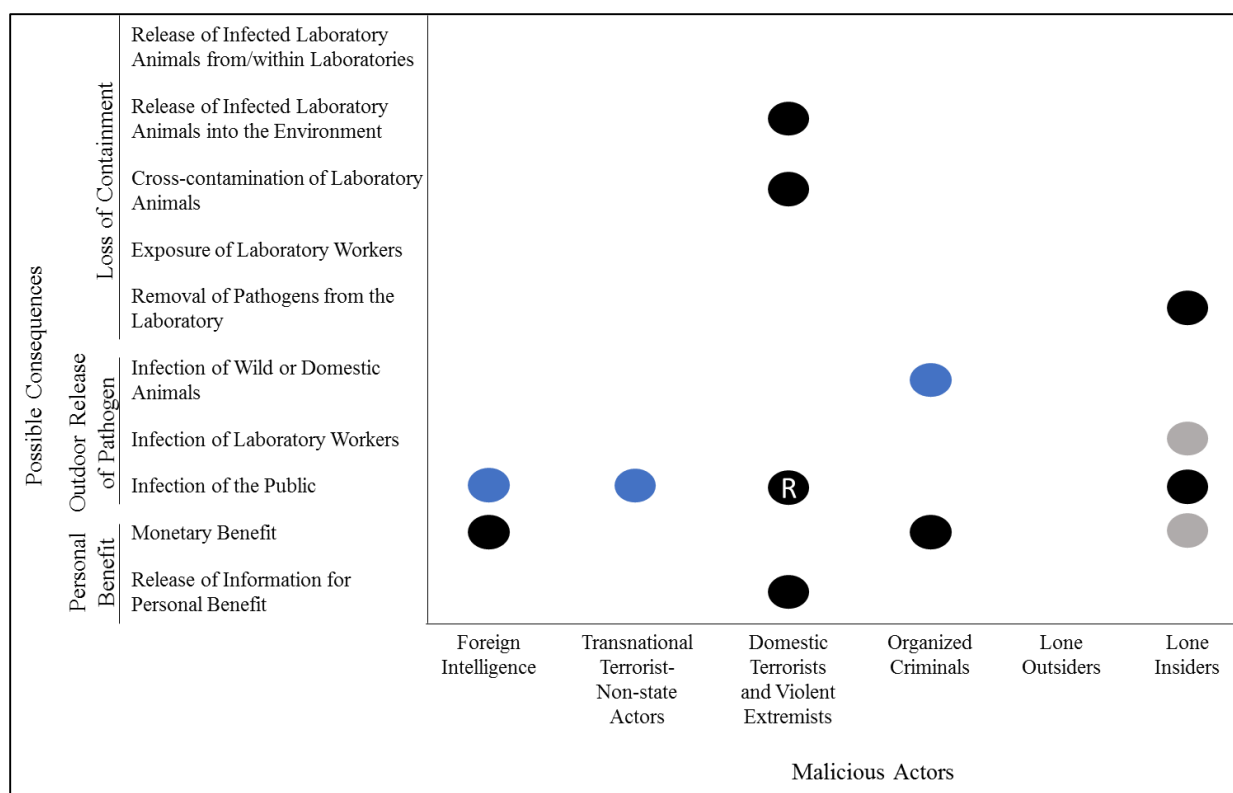 Possible Consequences
Loss of Containment
Release of Infected Laboratory
Animals from/within Laboratories
Release of Infected Laboratory
Animals into the Environment
Cross-contamination of Laboratory
Animals
Exposure of Laboratory Workers
Removal of Pathogens from the
Laboratory
Outdoor Release
of Pathogen
Infection of Wild or Domestic
Animals
Infection of Laboratory Workers
Infection of the Public
R
Personal
Benefit
Monetary Benefit
Release of Information for
Personal Benefit
Foreign
Intelligence
Transnational
Terrorist-
Non-state
Actors
Domestic
Terrorists
and Violent
Extremists
Organized
Criminals
Lone
Outsiders
Lone
Insiders
Malicious Actors